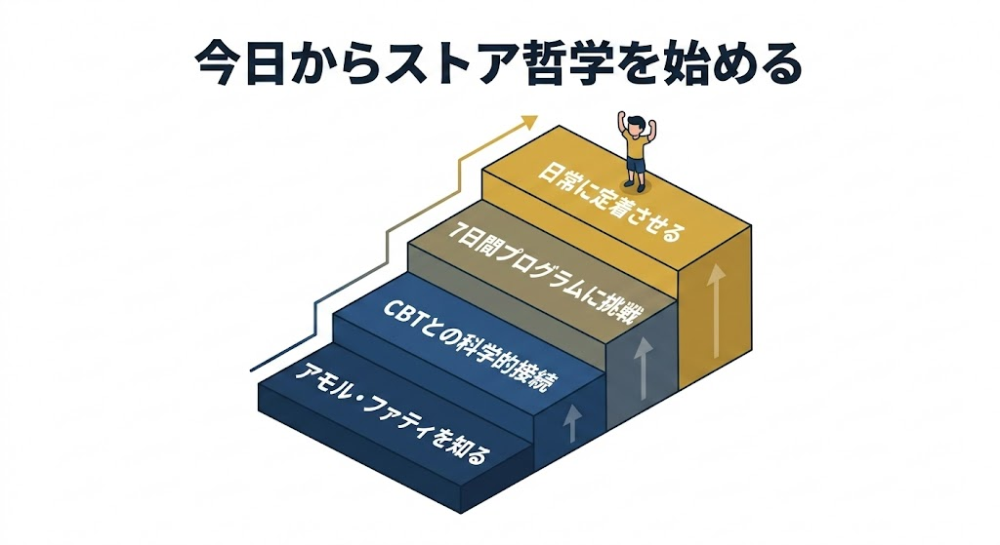 今日からストア哲学を始める
日常に定着させる
7日間プログラムに挑戦
CBTとの科学的接続
アモル・ファティを知る